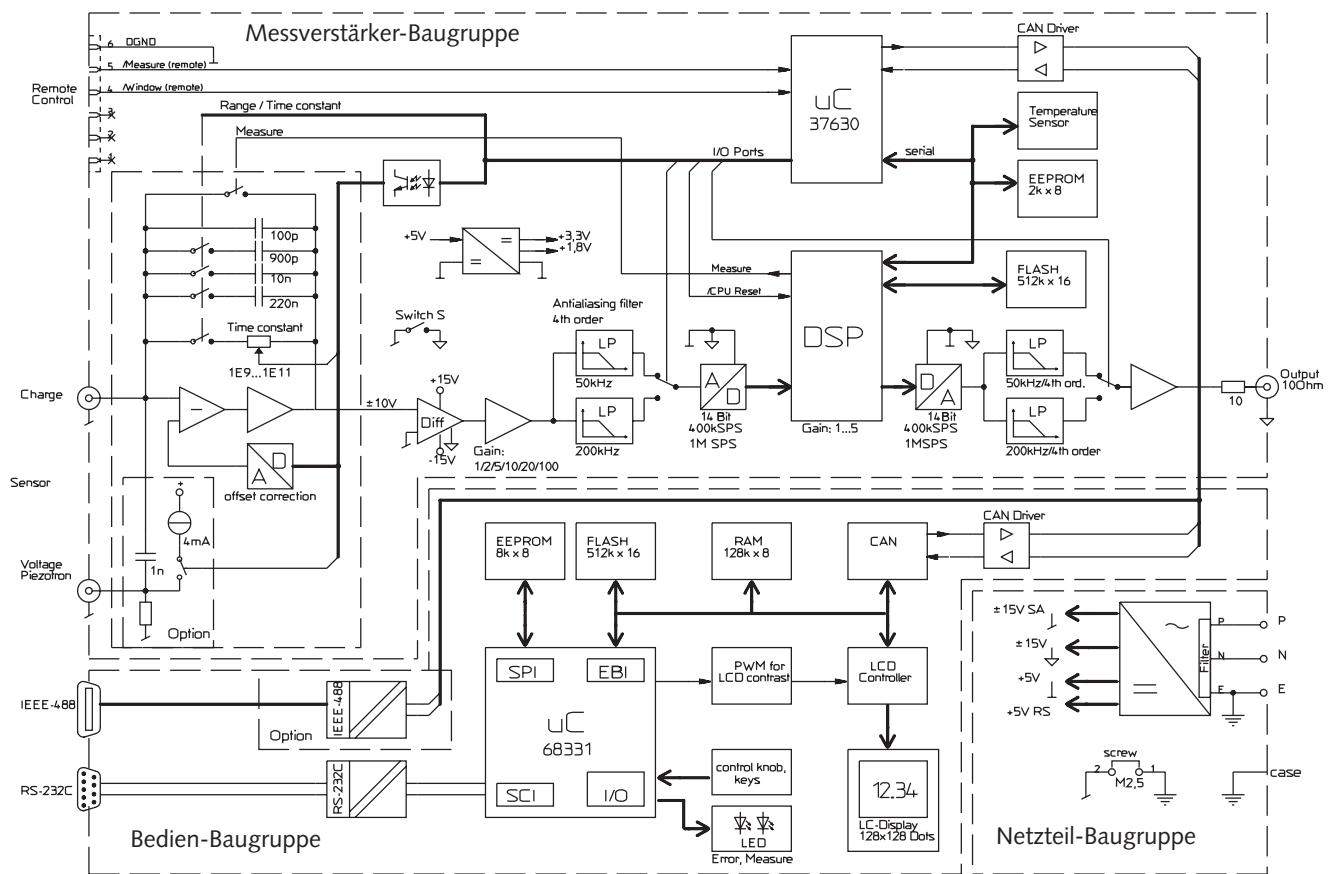 Messverstärker-Baugruppe
CAN Driver
6 DGND
5 /Measure (remote)
Remote
Control
4 /Window (remote)
3
2
1
Range / Time constant
Measure
uC
37630
I/O Ports
serial
Temperature
Sensor
EEPROM
2k x 8
100p
900p
10n
220n
Time constant
1E9...1E11
+5V
=
=
+3,3V
+1,8V
Measure
/CPU Reset
FLASH
512k x 16
DSP
Gain: 1...5
Switch S
Antialiasing filter
4th order
LP
50kHz
LP
200kHz
A
D
14 Bit
400kSPS
1M SPS
D
A
14Bit
400kSPS
1MSPS
LP
50kHz/4th ord.
LP
200kHz/4th order
10
Output
10Ohm
Charge
–
±10V
+15V
Diff
-15V
Gain:
1/2/5/10/20/100
D
A
offset correction
Sensor
+
4mA
1n
Voltage
Piezotron
Option
EEPROM
8k x 8
FLASH
512k x 16
RAM
128k x 8
CAN
CAN Driver
SPI
EBI
uC
68331
SCI
I/O
PWM for
LCD contrast
LCD
Controller
control knob,
keys
LED
Error, Measure
12.34
LC-Display
128x128 Dots
IEEE-488
IEEE-488
Option
RS-232C
RS-232C
Bedien-Baugruppe
±15V SA
±15V
+5V
+5V RS
~
=
Filter
P
P
N
N
E
E
screw
2
1
M2,5
case
Netzteil-Baugruppe